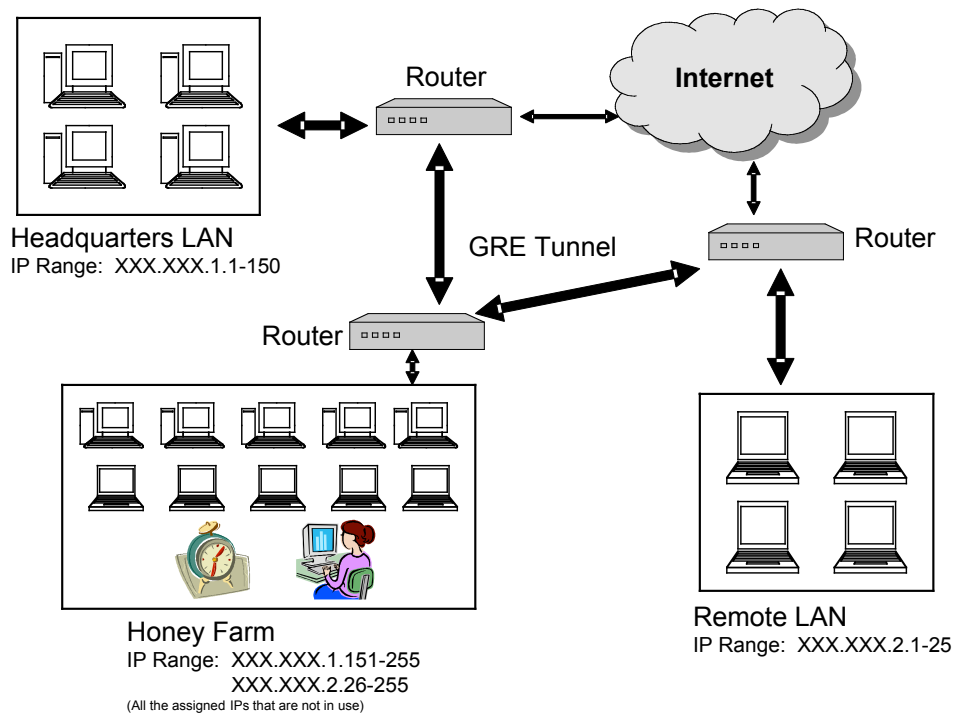 Router
Internet
Headquarters LAN
IP Range: XXX.XXX.1.1-150
GRE Tunnel
Router
Router
Honey Farm
IP Range: XXX.XXX.1.151-255
XXX.XXX.2.26-255
(All the assigned IPs that are not in use)
Remote LAN
IP Range: XXX.XXX.2.1-25